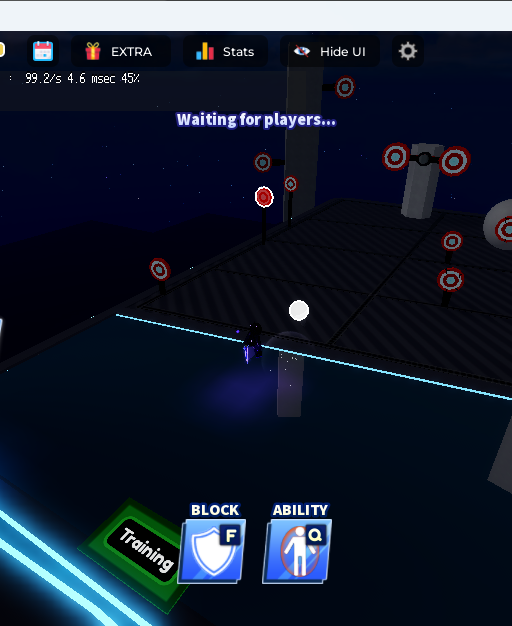 EXTRA
Stats
Hide UI
: 99.2/s 4.6 msec 45%
Waiting for players...
BLOCK
ABILITY
F
Q
Training